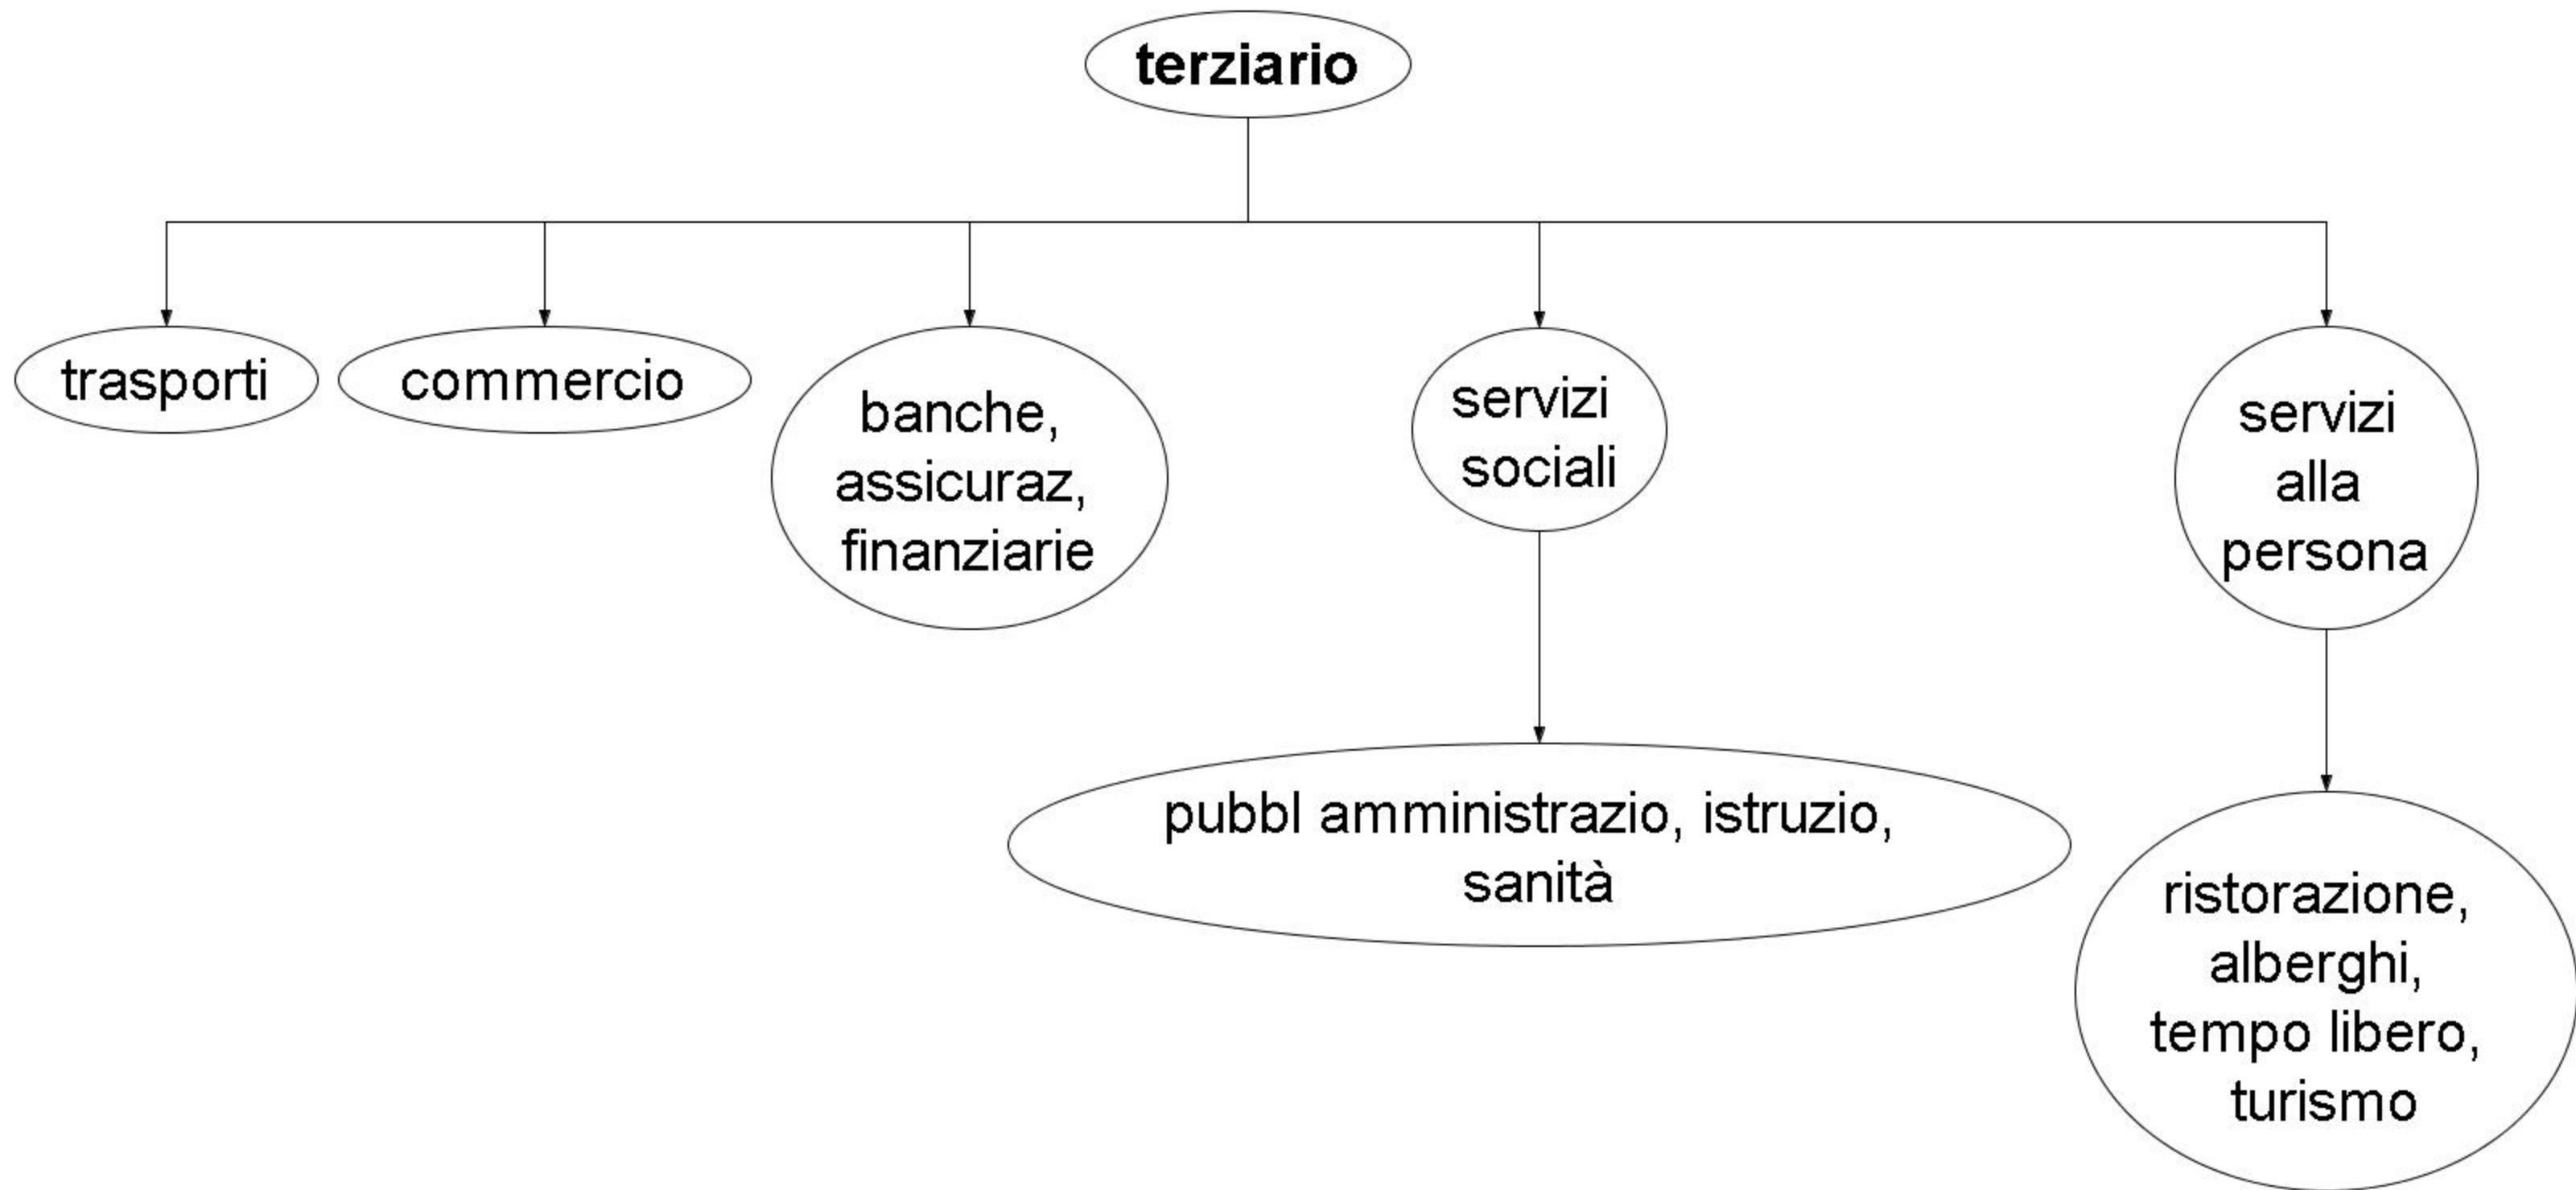 terziario
trasporti
commercio
banche,
assicuraz,
finanziarie
servizi
sociali
servizi
alla
persona
pubbl amministrazio, istruzio,
sanità
ristorazione,
alberghi,
tempo libero,
turismo